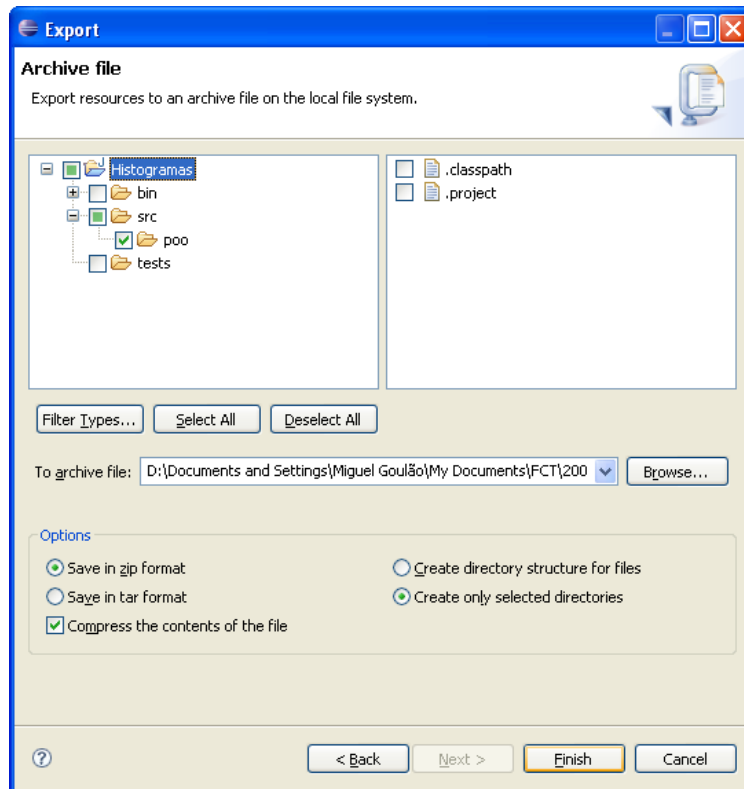 Export
Archive file
Export resources to an archive file on the local file system.
Histogramas
bin
src
poo
tests
.classpath
.project
Filter Types...
Select All
Deselect All
To archive file:
D:\Documents and Settings\Miguel Goulão\My Documents\FCT\200
Browse...
Options
Save in zip format
Create directory structure for files
Save in tar format
Create only selected directories
Compress the contents of the file
< Back
Next >
Finish
Cancel